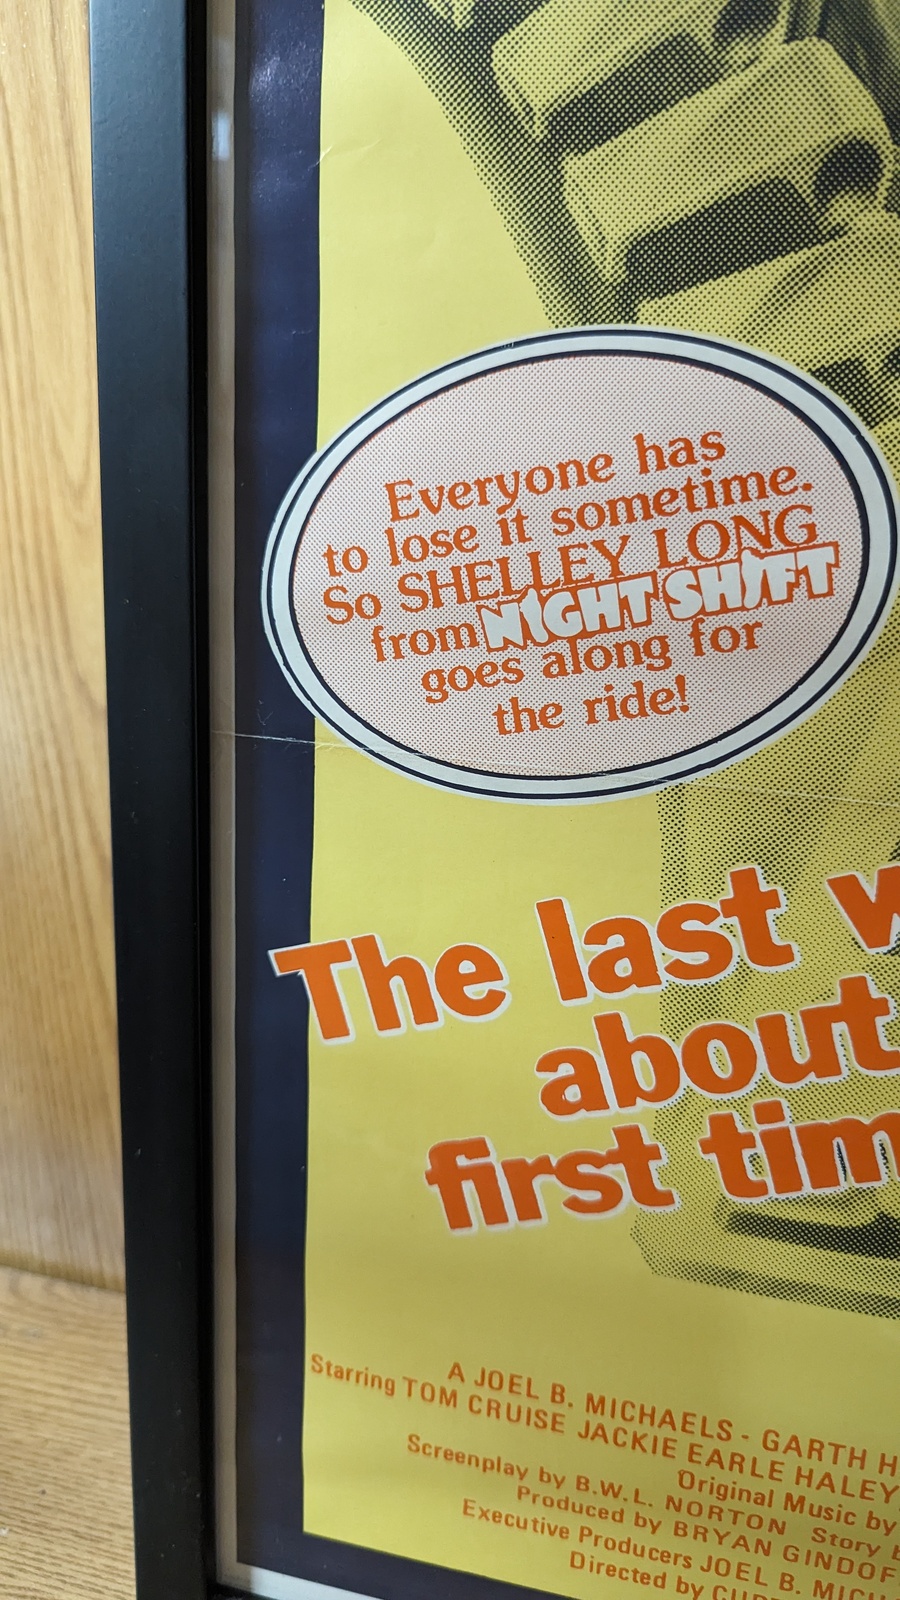 Everyone has
to lose it sometime.
So SHELLEY LONG
from NIGHT SHIFT
goes along for
the ride!
The last
about
first
A JOEL B. MICHAELS - GARTH
Starring TOM CRUISE JACKIE EARLE HALEY
Original Music by
Screenplay by B.W.L. NORTON Story
Produced by BRYAN
Executive Producers JOEL B.
Directed by